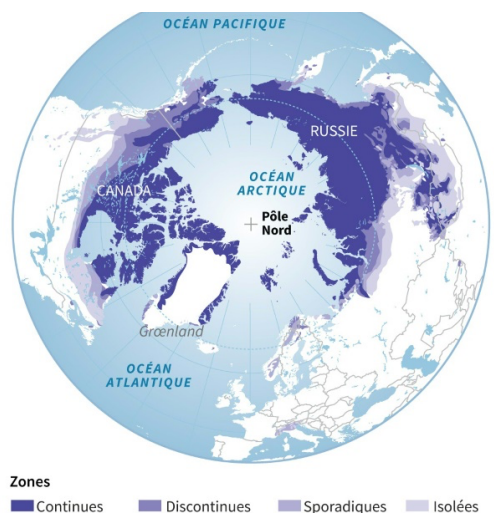 OCÉAN PACIFIQUE
RUSSIE
CANADA
OCÉAN
ARCTIQUE
Pôle
Nord
Grœnland
OCÉAN
ATLANTIQUE
Zones
Continues Discontinues Sporadiques Isolées